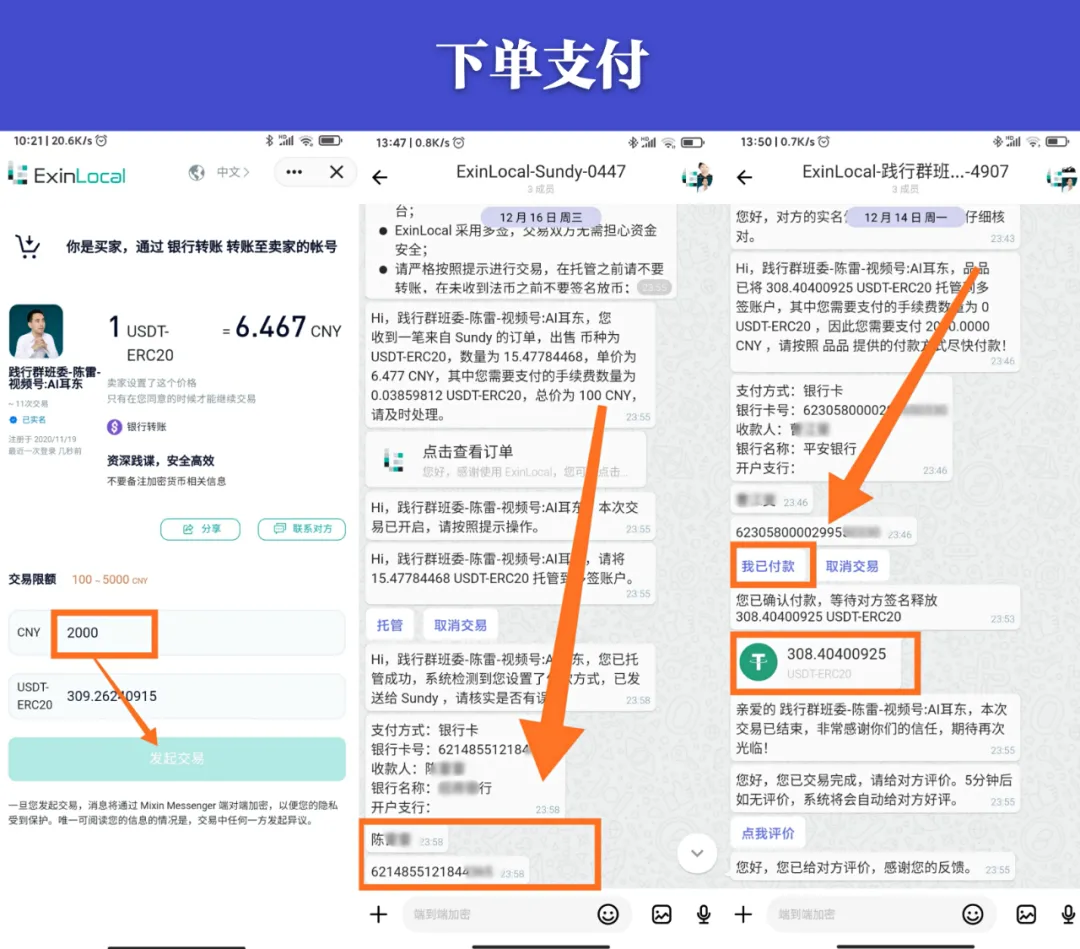 下单支付
10:21 | 20.6K/s
ExinLocal
中文
你是买家，通过 银行转账 转账至卖家的帐号
1 USDT-ERC20 = 6.467 CNY
践行群班委-陈雷-
视频号:AI耳东
~ 11次交易
已实名
注册于 2020/11/19
最近一次登录 几秒前
卖家设置了这个价格
只有在您同意的时候才能继续交易
银行转账
资深践谍，安全高效
不要备注加密货币相关信息
分享
联系对方
交易限额 100 ~ 5000 CNY
CNY 2000
USDT-
ERC20
309.26240915
发起交易
一旦您发起交易，消息将通过 Mixin Messenger 端对端加密，以便您的隐私
受到保护。唯一可阅读您的信息的情况是，交易中任何一方发起异议。
13:47 | 0.8K/s
ExinLocal-Sundy-0447
3 成员
台；
12 月 16 日 周三
ExinLocal 采用多签，交易双方无需担心资金
安全；
请严格按照提示进行交易，在托管之前请不要
转账，在未收到法币之前不要签名放币；
23:55
Hi，践行群班委-陈雷-视频号:AI耳东，您
收到一笔来自 Sundy 的订单，出售 币种为
USDT-ERC20，数量为 15.47784468，单价为
6.477 CNY，其中您需要支付的手续费数量为
0.03859812 USDT-ERC20，总价为 100 CNY，
请及时处理。
23:55
点击查看订单
您好，感谢使用 ExinLocal，您可 点击...
Hi，践行群班委-陈雷-视频号:AI耳东，本次交
易已开启，请按照提示操作。
23:55
Hi，践行群班委-陈雷-视频号:AI耳 ，请将
15.47784468 USDT-ERC20 托管到多签账户。
23:55
托管
取消交易
Hi，践行群班委-陈雷-视频号:A 东，您已托
管成功，系统检测到您设置了 方式，已发
送给 Sundy ，请核实是否有误
23:58
支付方式：银行卡
银行卡号：62148551218
收款人：陈
银行名称： 行
开户支行：
23:58
陈
23:58
6214855121844
23:58
端到端加密
13:50 | 0.7K/s
ExinLocal-践行群班...-4907
3 成员
您好，对方的实名 仔细核
对。
12 月 14 日 周一
23:43
Hi，践行群班委-陈雷-视频号:AI耳东，品品
已将 308.40400925 USDT-ERC20 托管到多
签账户，其中您需要支付的手续费数量为 0
USDT-ERC20 ，因此您需要支付 20 0.0000
CNY ，请按照 品品 提供的付款方式尽快付款！
23:46
支付方式：银行卡
银行卡号：623058000
收款人：曹
银行名称：平安银行
开户支行：
23:46
23:46
6230580000299
23:46
我已付款
取消交易
您已确认付款，等待对方签名释放
308.40400925 USDT-ERC20
23:53
308.40400925
USDT-ERC20
亲爱的 践行群班委-陈雷-视频号:AI耳东，本次
交易已结束，非常感谢你们的信任，期待再次
光临！
23:55
您好，您已交易完成，请给对方评价。5分钟后
如无评价，系统将会自动给对方好评。
23:55
点我评价
您好，您已给对方评价，感谢您的反馈。
23:55
端到端加密